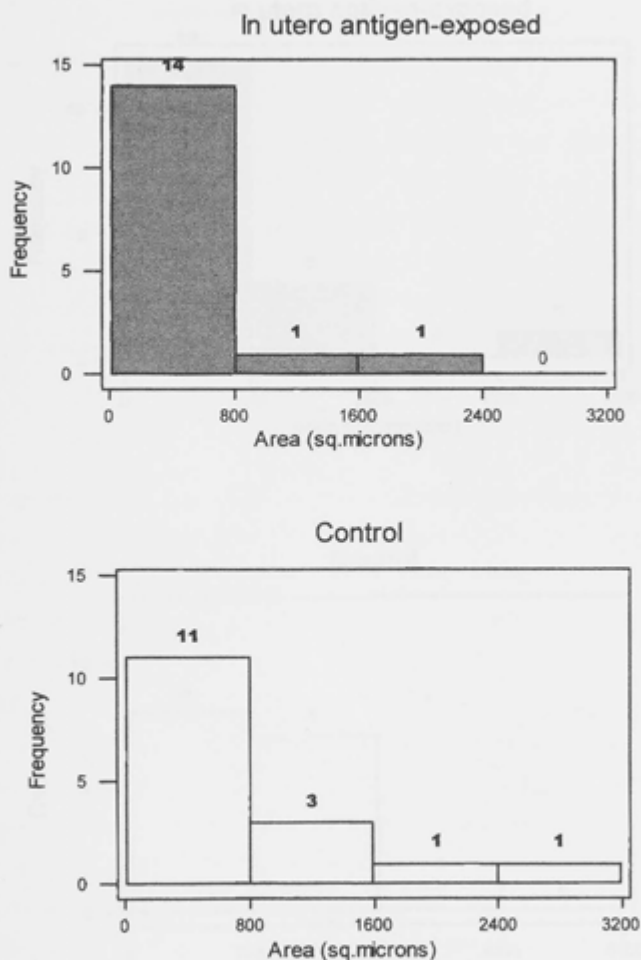 In utero antigen-exposed
15
14
10
Frequency
5
1 1
0
0
0 800 1600 2400 3200
Area (sq.microns)
Control
15
11
10
Frequency
5
3
1 1
0
0 800 1600 2400 3200
Area (sq.microns)